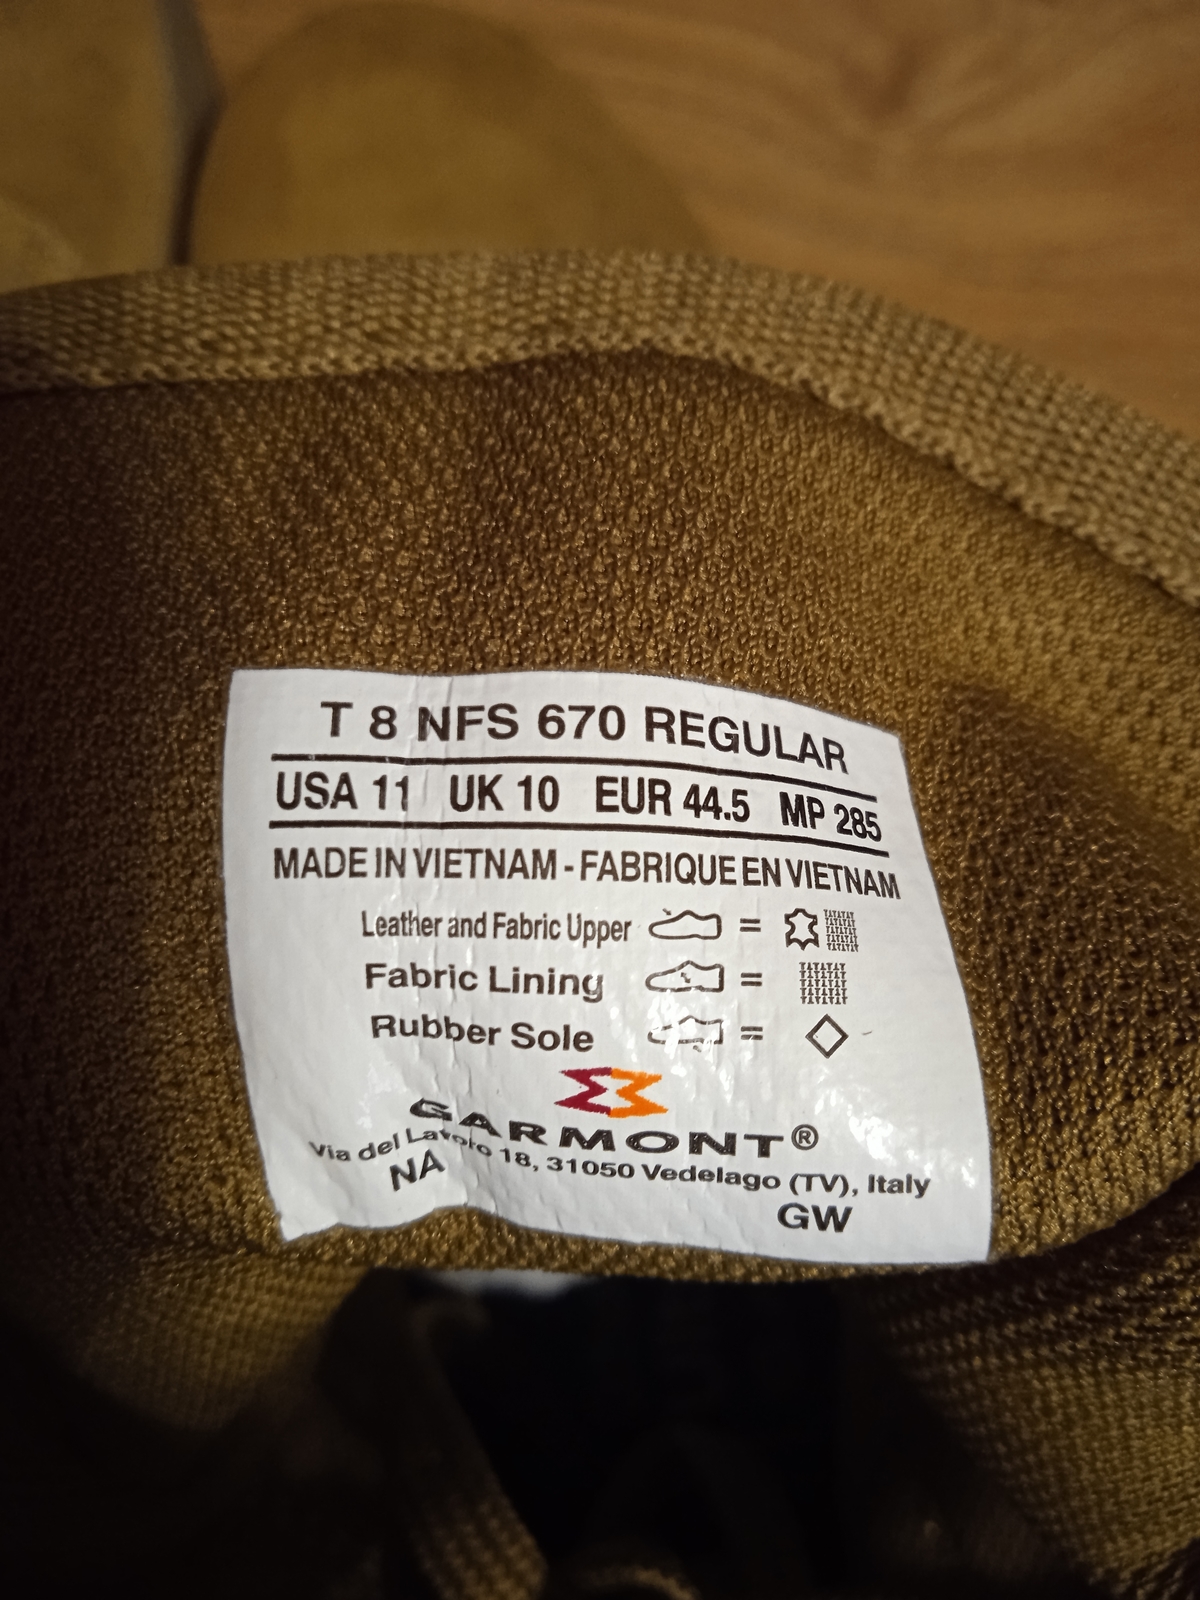 T 8 NFS 670 REGULAR
USA 11 UK 10 EUR 44.5 MP 285
MADE IN VIETNAM - FABRIQUE EN VIETNAM
Leather and Fabric Upper =
Fabric Lining =
Rubber Sole =
GARMONT®
Via del Lavoro 18, 31050 Vedelago (TV), Italy
NA
GW